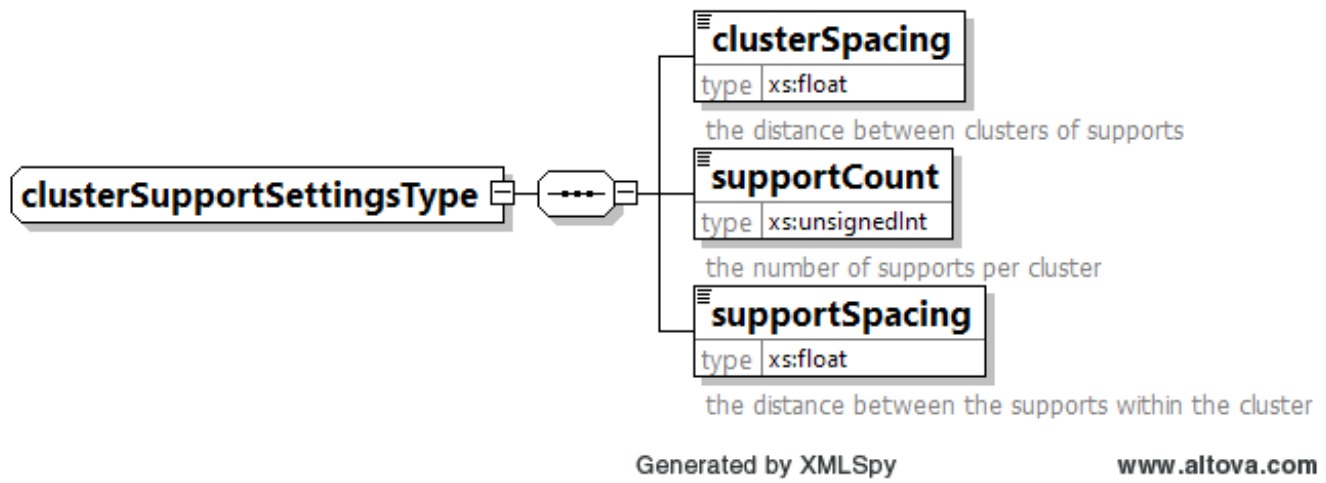 clusterSpacing
type xs:float
the distance between clusters of supports
clusterSupportSettingsType
supportCount
type xs:unsignedInt
the number of supports per cluster
supportSpacing
type xs:float
the distance between the supports within the cluster
Generated by XMLSpy www.altova.com